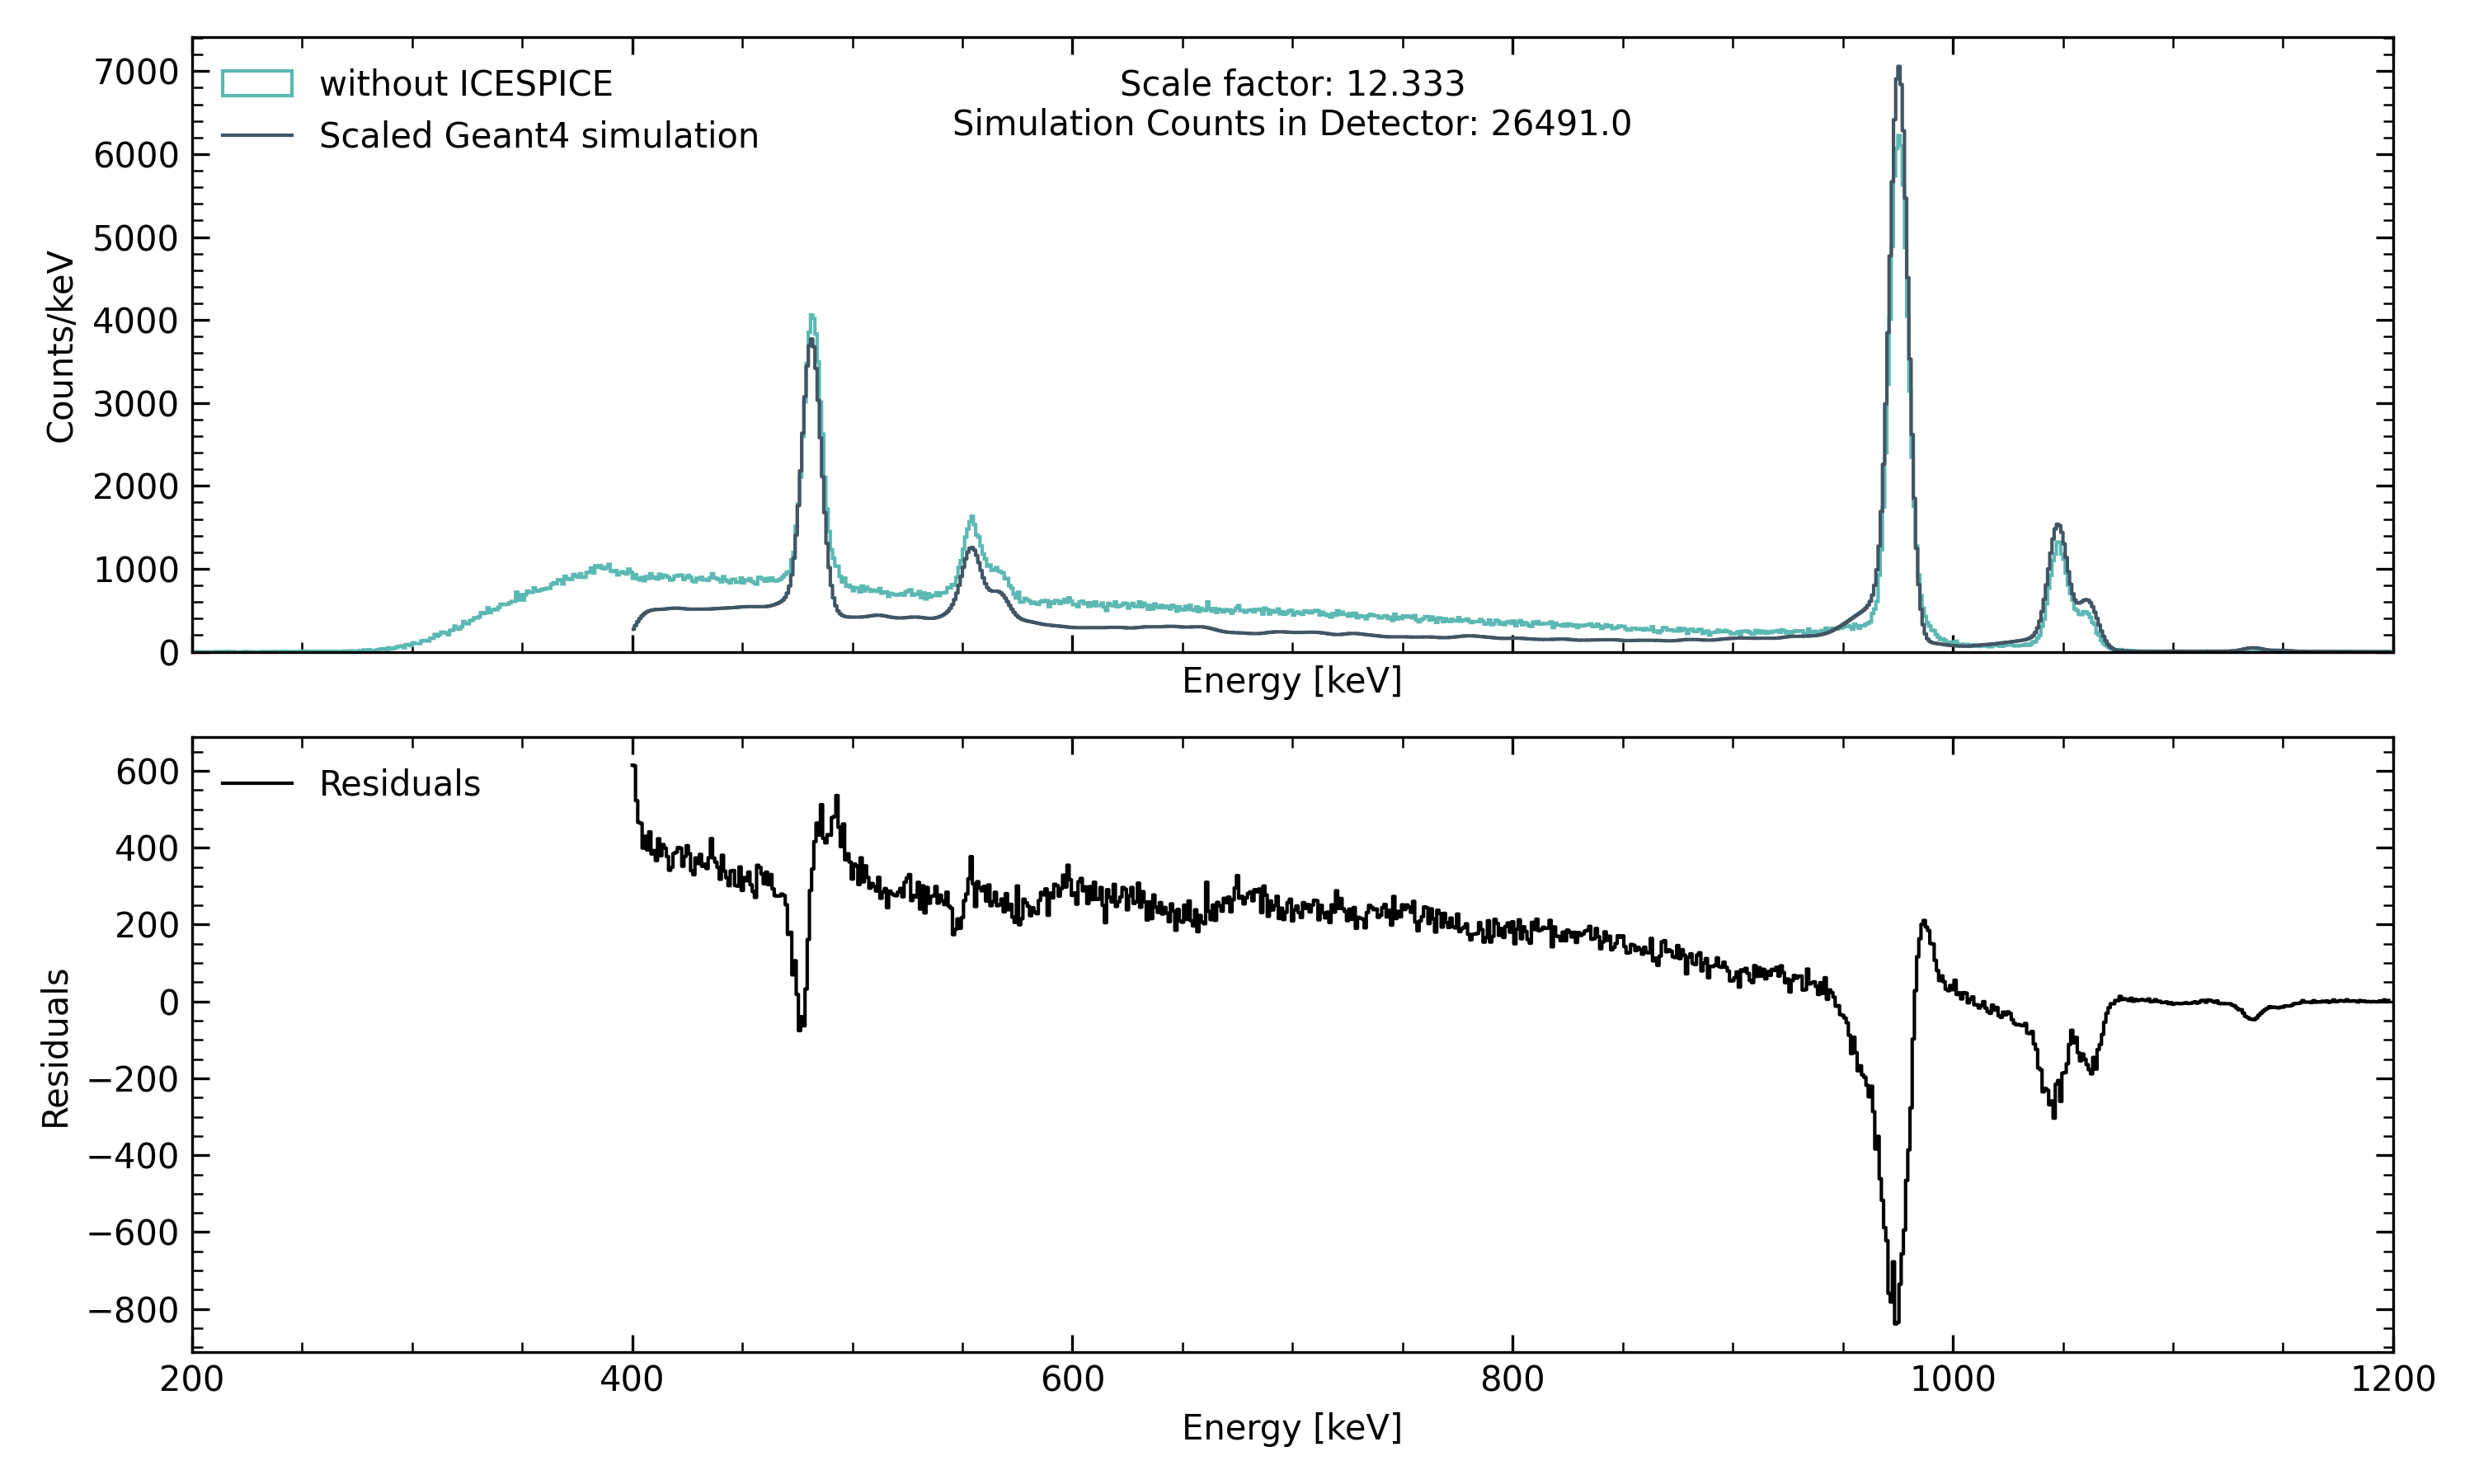 without ICESPICE
Scaled Geant4 simulation
Scale factor: 12.333
Simulation Counts in Detector: 26491.0
Counts/keV
7000
6000
5000
4000
3000
2000
1000
0
Energy [keV]
Residuals
Residuals
600
400
200
0
−200
−400
−600
−800
200
400
600
800
1000
1200
Energy [keV]